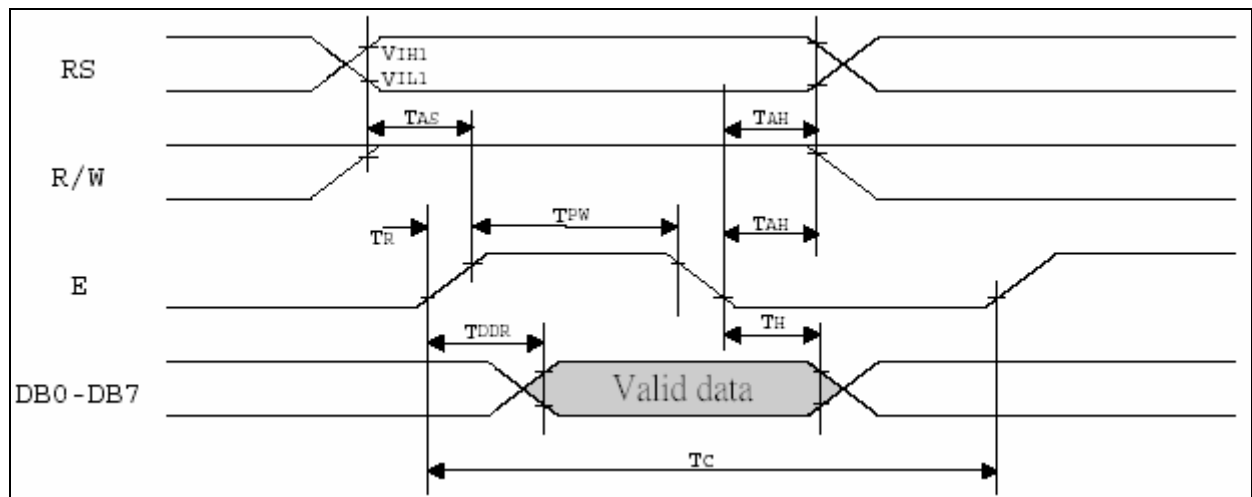 RS
VIH1
VIL1
TAS
TAH
R/W
TPW
TAH
TR
E
TDDR
TH
DB0-DB7
Valid data
TC